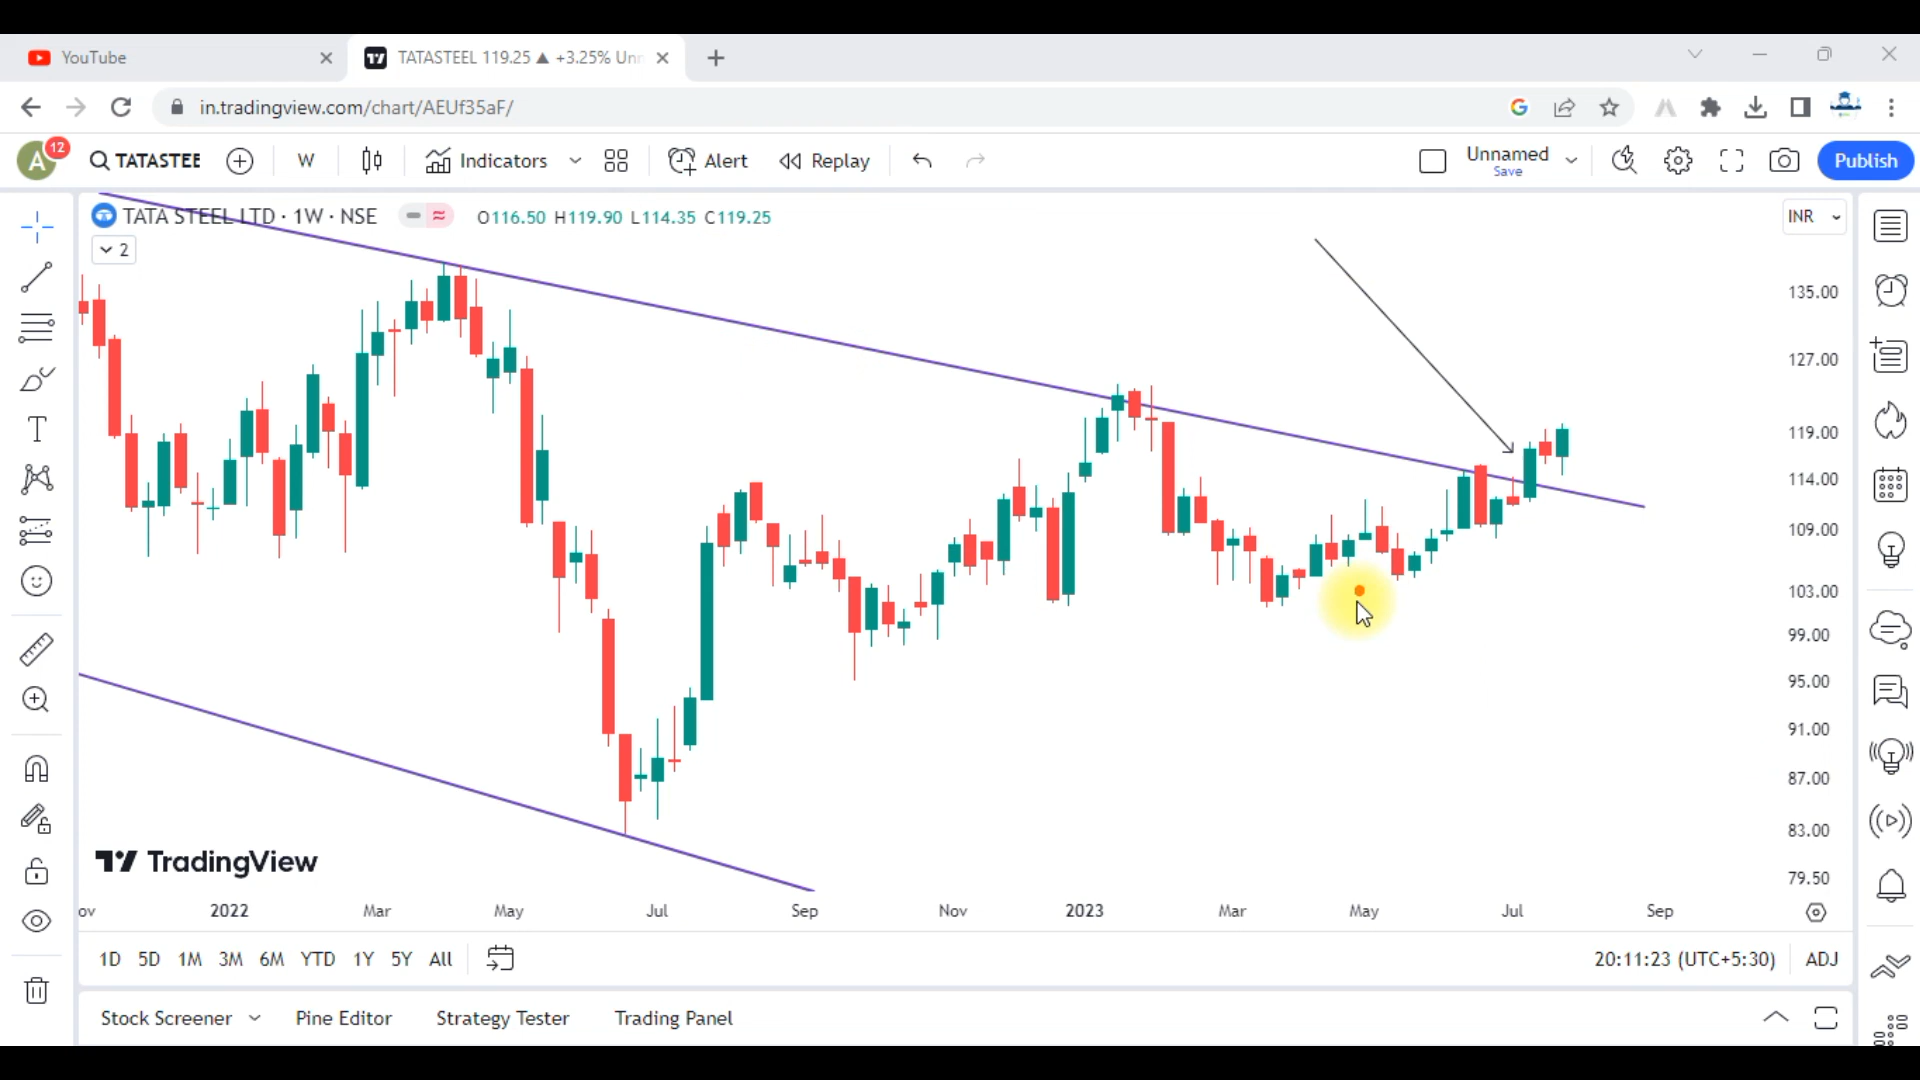 YouTube
TATASTEEL 119.25 ▲ +3.25% Unn
in.tradingview.com/chart/AEUf35aF/
A 12 TATASTEE W Indicators Alert Replay Unnamed Save Publish
TATA STEEL LTD · 1W · NSE O116.50 H119.90 L114.35 C119.25 INR
2
135.00
127.00
119.00
114.00
109.00
103.00
99.00
95.00
91.00
87.00
83.00
79.50
TradingView
ov 2022 Mar May Jul Sep Nov 2023 Mar May Jul Sep
1D 5D 1M 3M 6M YTD 1Y 5Y All 20:11:23 (UTC+5:30) ADJ
Stock Screener Pine Editor Strategy Tester Trading Panel